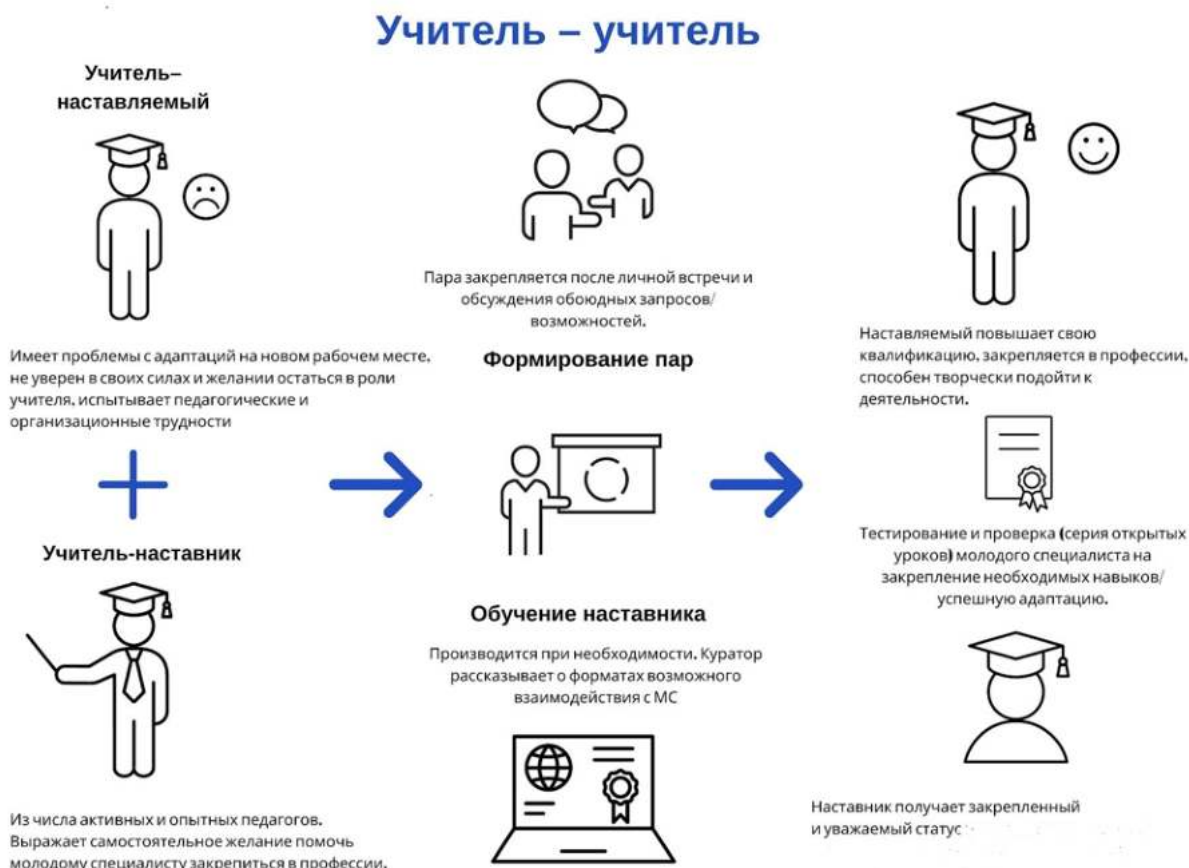 Учитель – учитель
Учитель–
наставляемый
Имеет проблемы с адаптаций на новом рабочем месте,
не уверен в своих силах и желании остаться в роли
учителя, испытывает педагогические и
организационные трудности
Учитель-наставник
Из числа активных и опытных педагогов.
Выражает самостоятельное желание помочь
молодому специалисту закрепиться в профессии.
Пара закрепляется после личной встречи и
обсуждения обоюдных запросов/
возможностей.
Формирование пар
Обучение наставника
Производится при необходимости. Куратор
рассказывает о форматах возможного
взаимодействия с МС
Наставляемый повышает свою
квалификацию, закрепляется в профессии,
способен творчески подойти к
деятельности.
Тестирование и проверка (серия открытых
уроков) молодого специалиста на
закрепление необходимых навыков/
успешную адаптацию.
Наставник получает закрепленный
и уважаемый статус